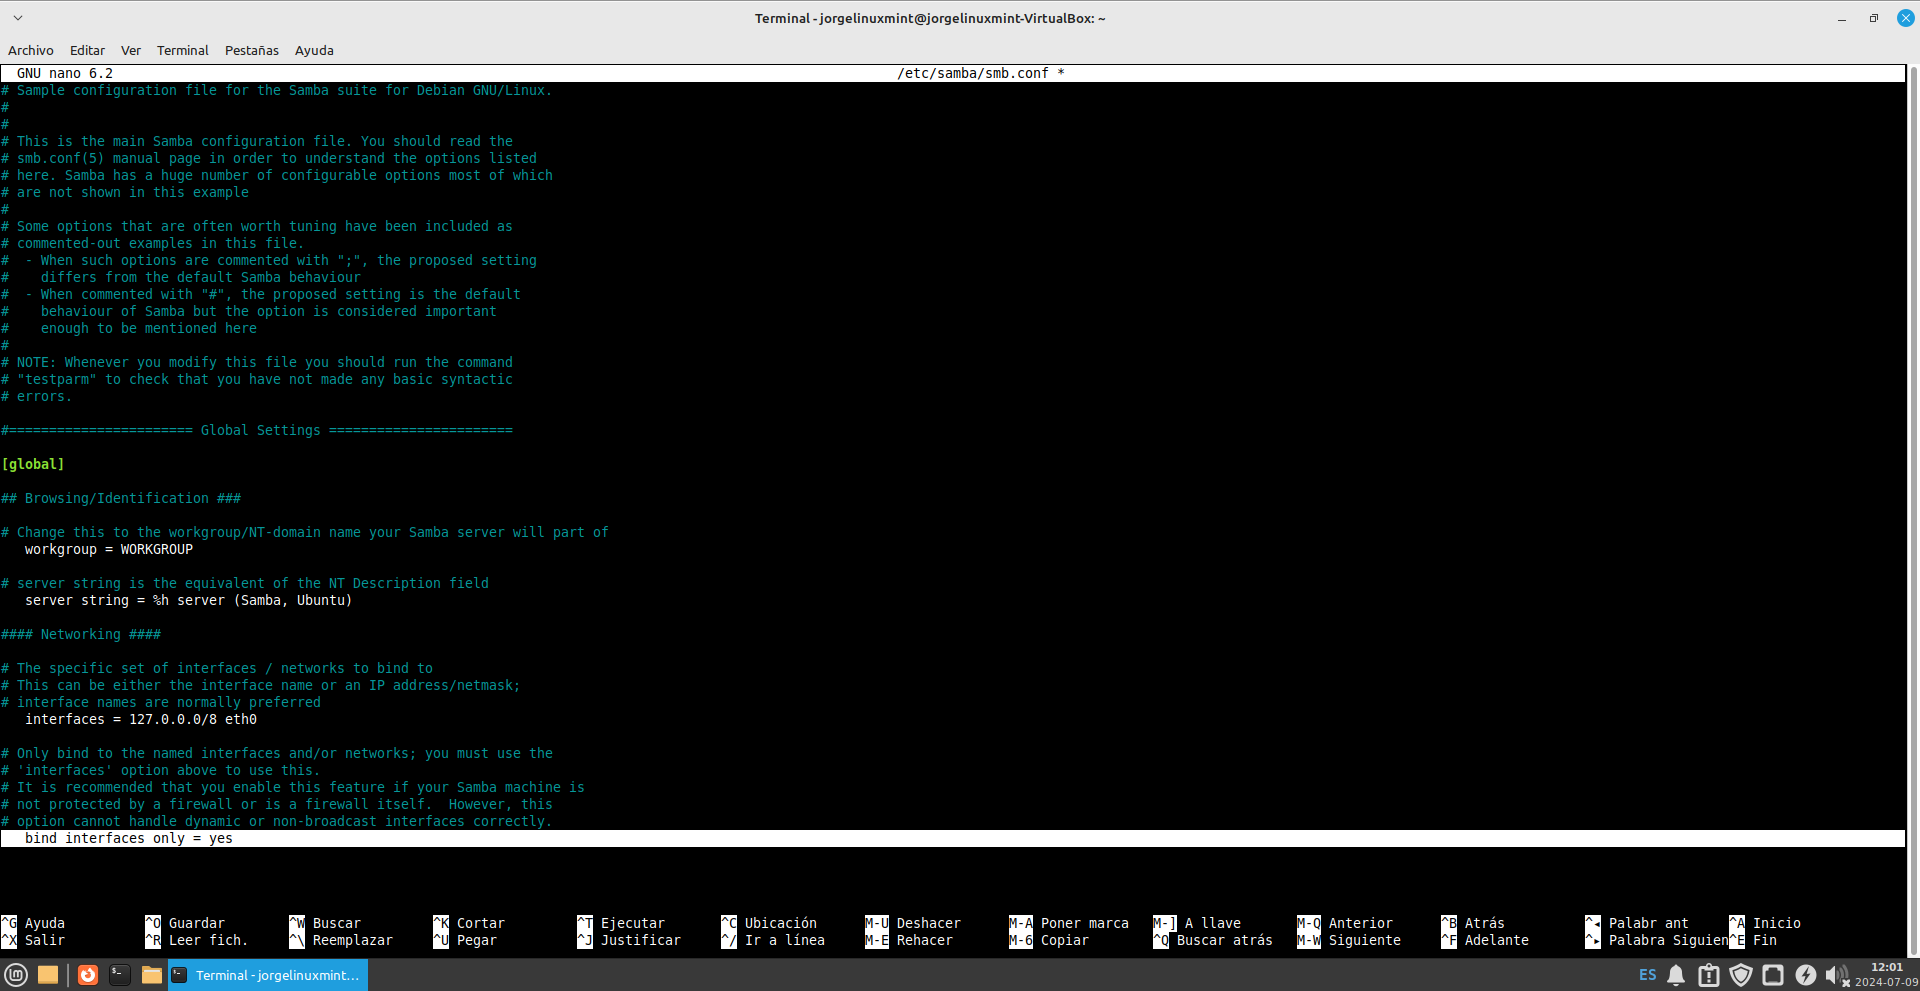 Terminal - jorgelinuxmint@jorgelinuxmint-VirtualBox: ~
Archivo Editar Ver Terminal Pestañas Ayuda
GNU nano 6.2 /etc/samba/smb.conf *
# Sample configuration file for the Samba suite for Debian GNU/Linux.
#
#
# This is the main Samba configuration file. You should read the
# smb.conf(5) manual page in order to understand the options listed
# here. Samba has a huge number of configurable options most of which
# are not shown in this example
#
# Some options that are often worth tuning have been included as
# commented-out examples in this file.
#  - When such options are commented with ";", the proposed setting
#    differs from the default Samba behaviour
#  - When commented with "#", the proposed setting is the default
#    behaviour of Samba but the option is considered important
#    enough to be mentioned here
#
# NOTE: Whenever you modify this file you should run the command
# "testparm" to check that you have not made any basic syntactic
# errors.
#======================= Global Settings =======================
[global]
## Browsing/Identification ###
# Change this to the workgroup/NT-domain name your Samba server will part of
   workgroup = WORKGROUP
# server string is the equivalent of the NT Description field
   server string = %h server (Samba, Ubuntu)
#### Networking ####
# The specific set of interfaces / networks to bind to
# This can be either the interface name or an IP address/netmask;
# interface names are normally preferred
   interfaces = 127.0.0.0/8 eth0
# Only bind to the named interfaces and/or networks; you must use the
# 'interfaces' option above to use this.
# It is recommended that you enable this feature if your Samba machine is
# not protected by a firewall or is a firewall itself.  However, this
# option cannot handle dynamic or non-broadcast interfaces correctly.
   bind interfaces only = yes
^G Ayuda ^O Guardar ^W Buscar ^K Cortar ^T Ejecutar ^C Ubicación M-U Deshacer M-A Poner marca M-] A llave M-Q Anterior ^B Atrás ^◂ Palabr ant ^A Inicio
^X Salir ^R Leer fich. ^\ Reemplazar ^U Pegar ^J Justificar ^/ Ir a línea M-E Rehacer M-6 Copiar ^Q Buscar atrás M-W Siguiente ^F Adelante ^▸ Palabra Siguien^E Fin
Terminal - jorgelinuxmint...
ES
12:01
2024-07-09